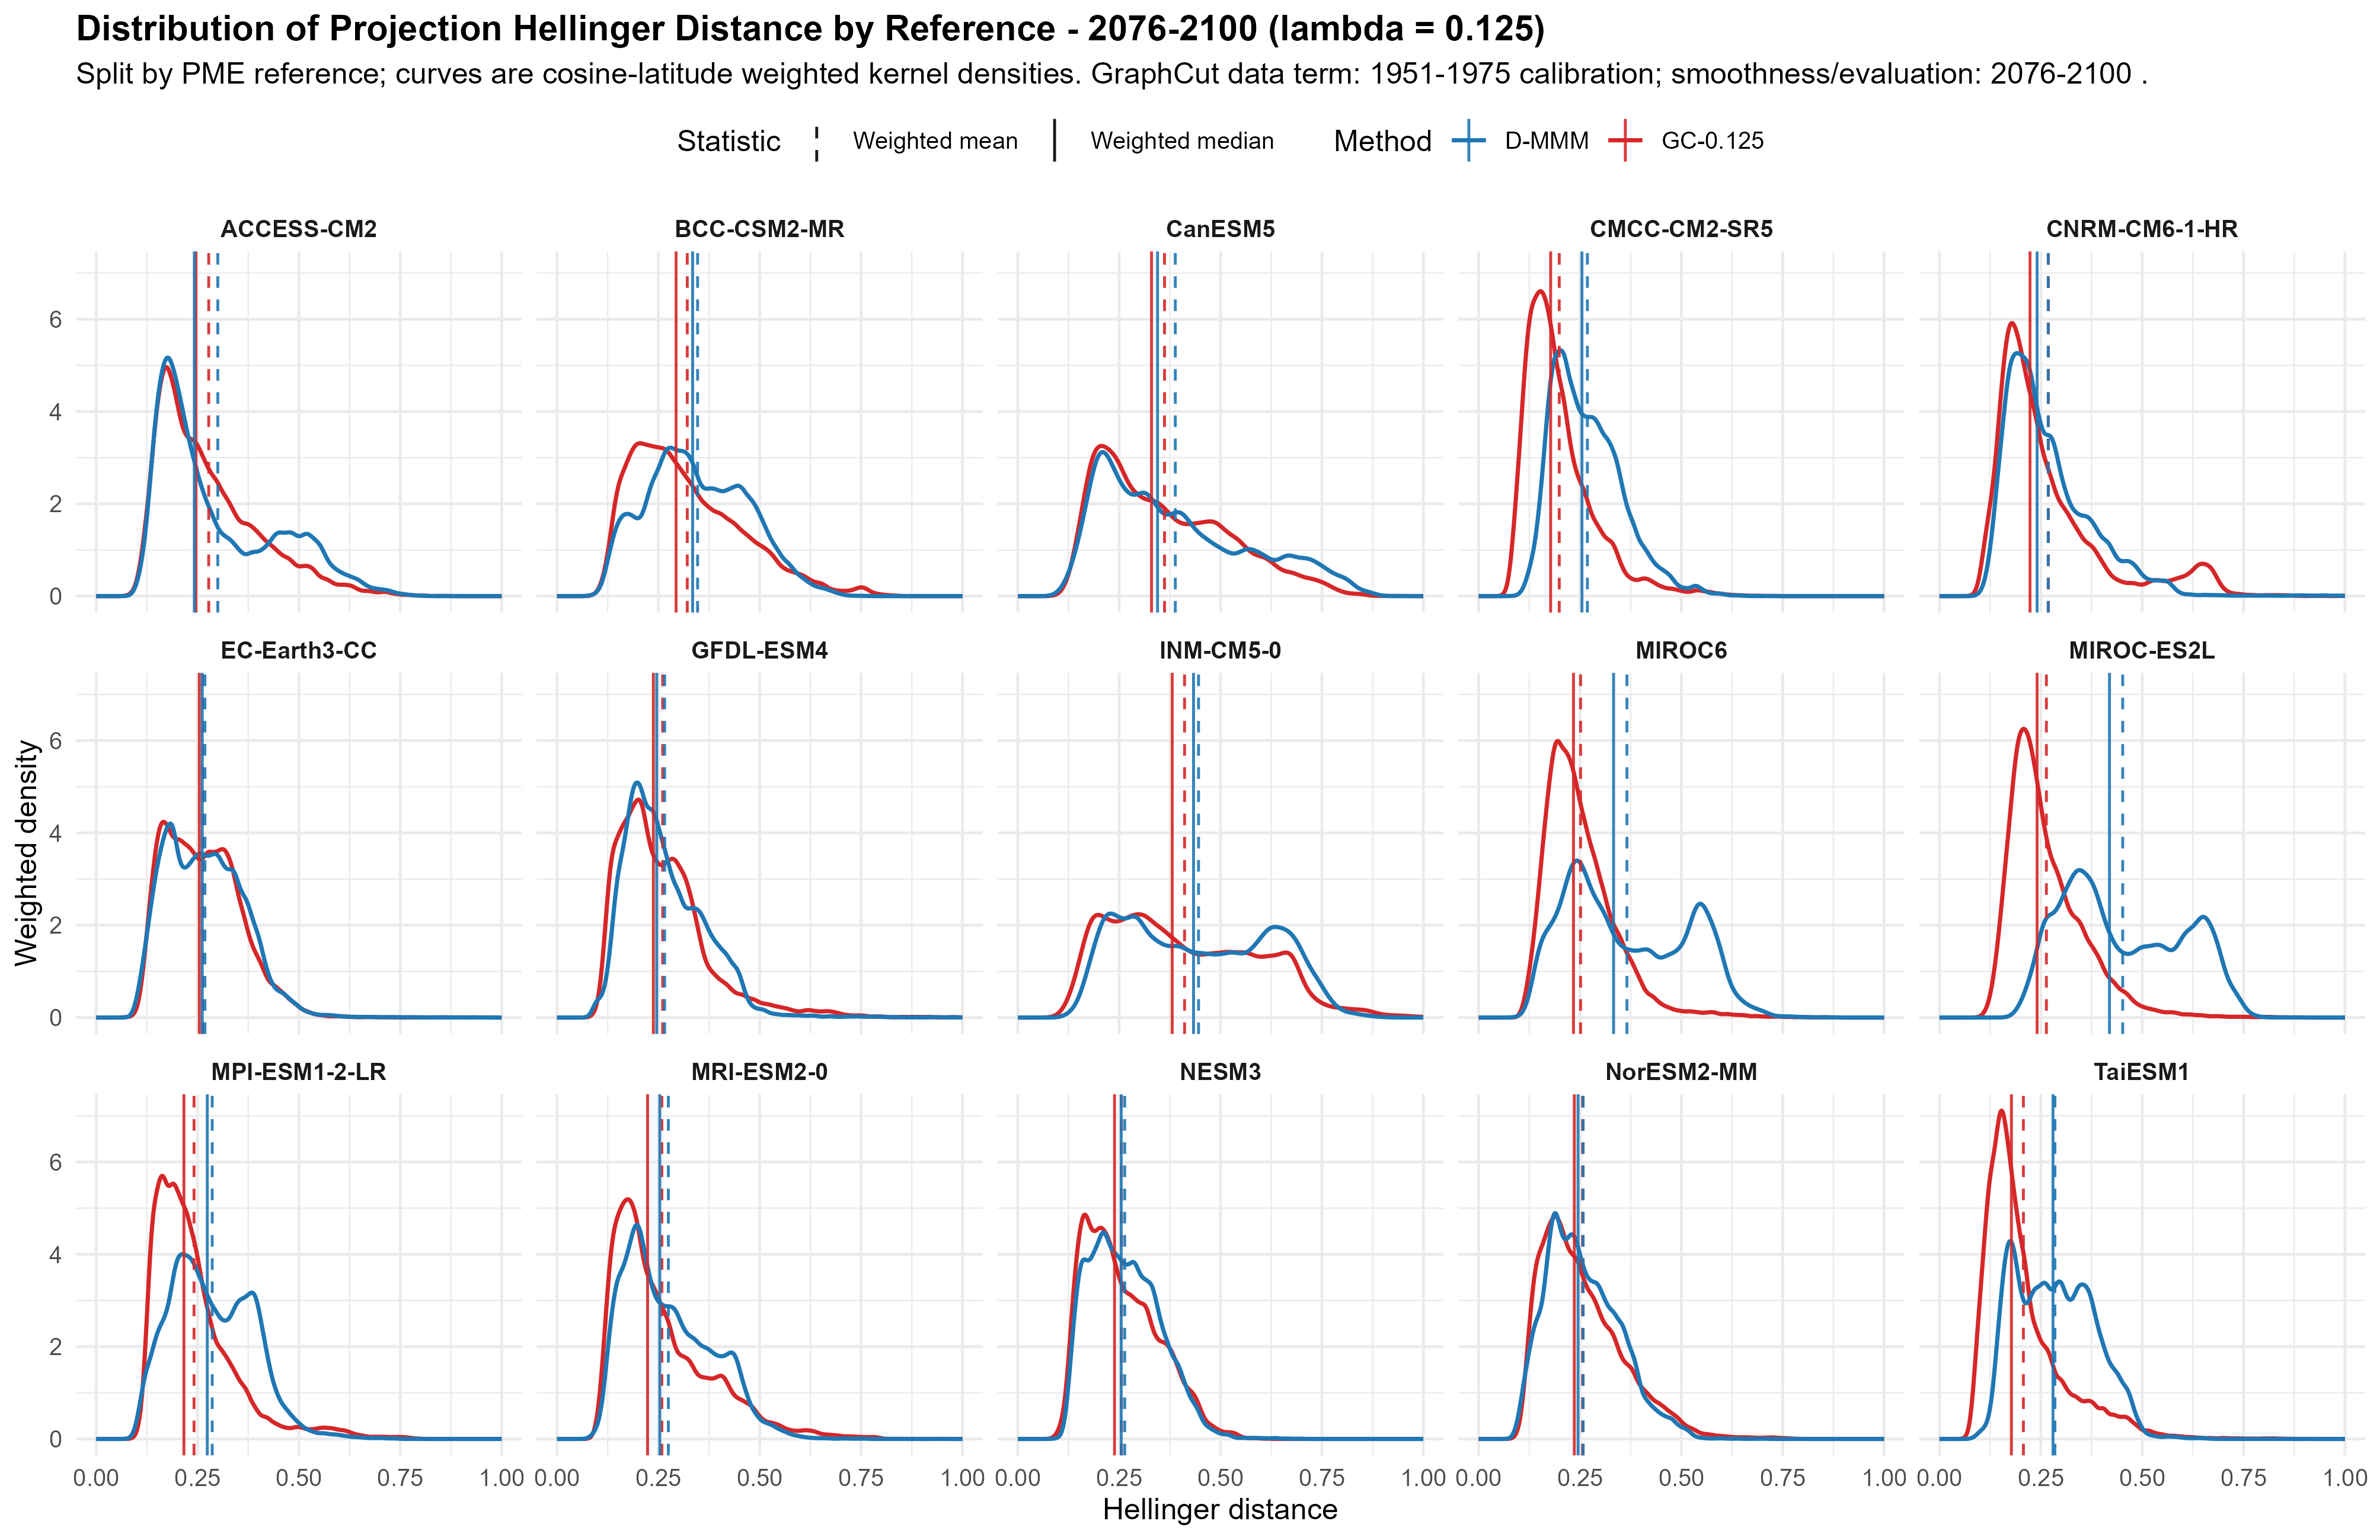 Distribution of Projection Hellinger Distance by Reference - 2076-2100 (lambda = 0.125)
Split by PME reference; curves are cosine-latitude weighted kernel densities. GraphCut data term: 1951-1975 calibration; smoothness/evaluation: 2076-2100 .
Statistic Weighted mean Weighted median Method D-MMM GC-0.125
ACCESS-CM2 BCC-CSM2-MR CanESM5 CMCC-CM2-SR5 CNRM-CM6-1-HR
6
4
2
0
EC-Earth3-CC GFDL-ESM4 INM-CM5-0 MIROC6 MIROC-ES2L
6
4
2
0
Weighted density
MPI-ESM1-2-LR MRI-ESM2-0 NESM3 NorESM2-MM TaiESM1
6
4
2
0
0.00 0.25 0.50 0.75 1.00 0.00 0.25 0.50 0.75 1.00 0.00 0.25 0.50 0.75 1.00 0.00 0.25 0.50 0.75 1.00 0.00 0.25 0.50 0.75 1.00
Hellinger distance